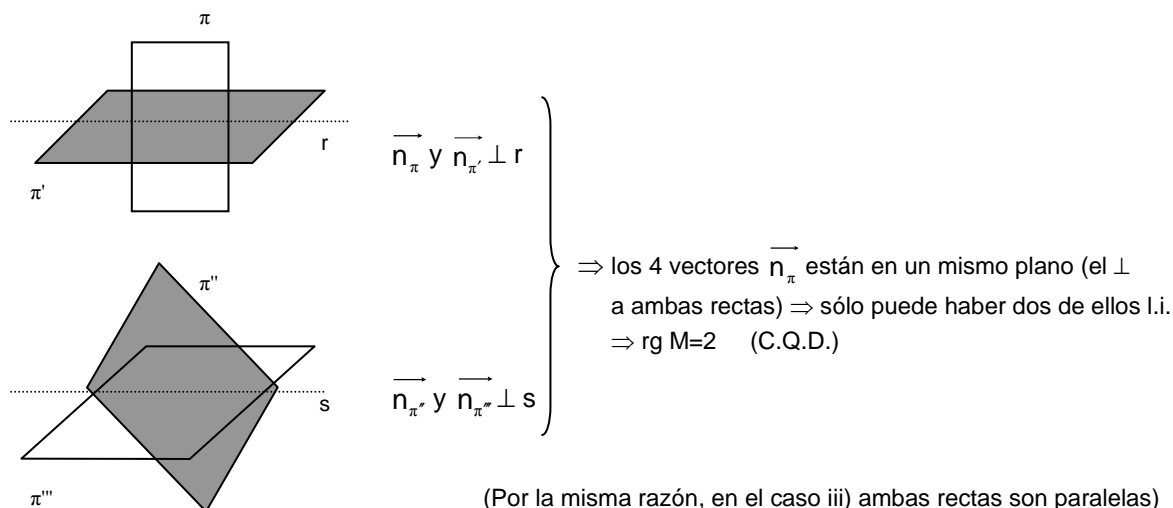 π
r
π'
n_π y n_π' ⊥ r
⇒ los 4 vectores n_π están en un mismo plano (el ⊥
a ambas rectas) ⇒ sólo puede haber dos de ellos l.i.
⇒ rg M=2 (C.Q.D.)
π''
s
π'''
n_π'' y n_π''' ⊥ s
(Por la misma razón, en el caso iii) ambas rectas son paralelas)